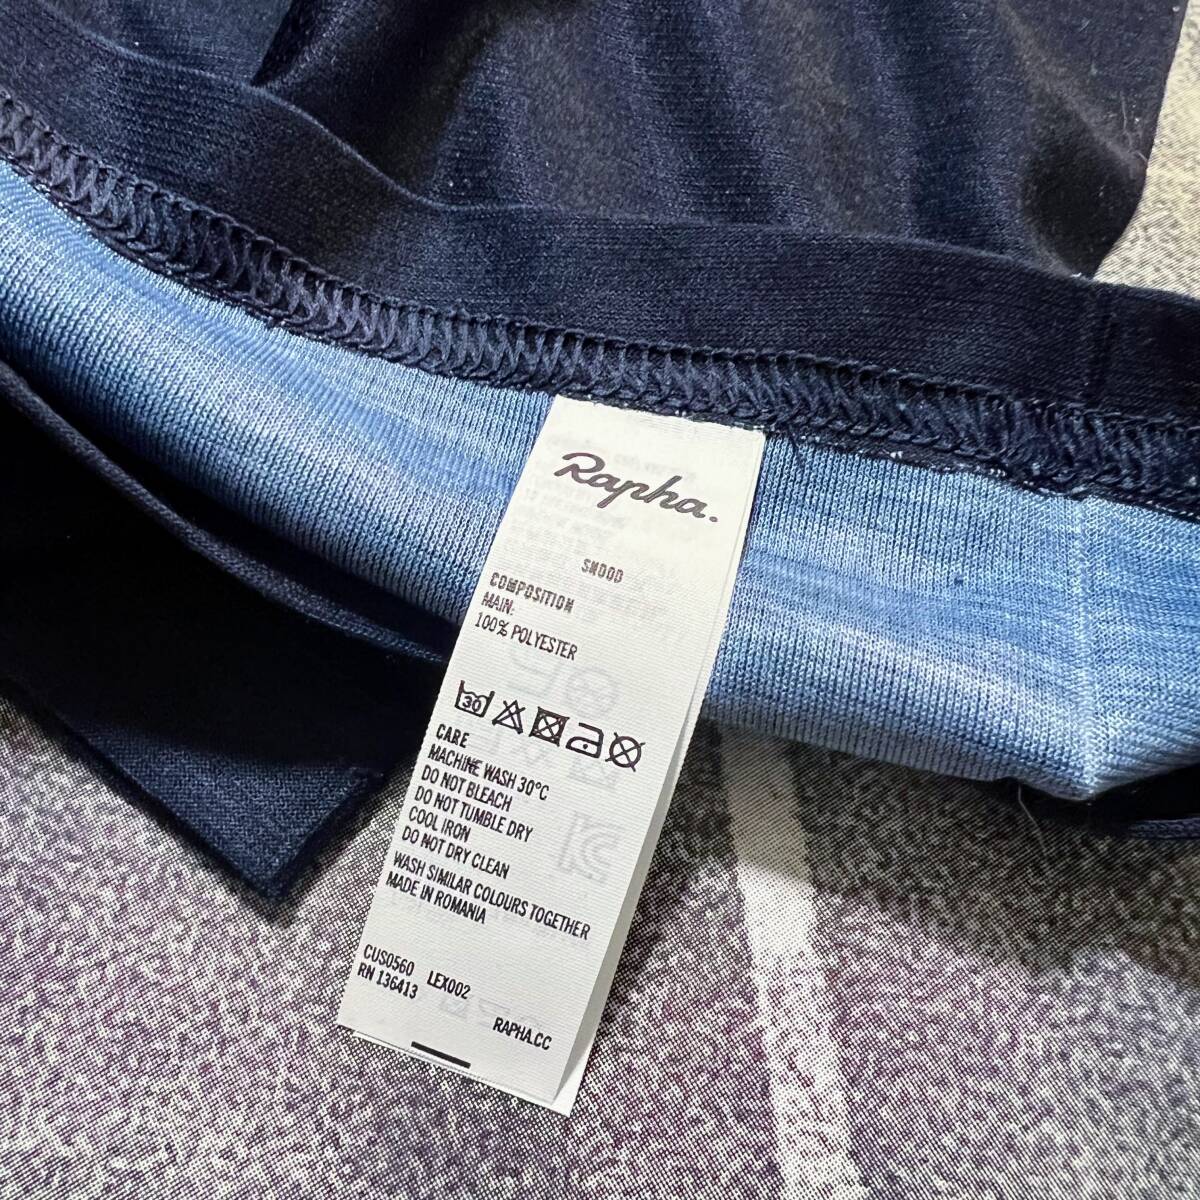 Rapha.
SNOOD
COMPOSITION
MAIN:
100% POLYESTER
30
CARE
MACHINE WASH 30°C
DO NOT BLEACH
DO NOT TUMBLE DRY
COOL IRON
DO NOT DRY CLEAN
WASH SIMILAR COLOURS TOGETHER
MADE IN ROMANIA
CUS0560 LEX002
RN 136413
RAPHA.CC